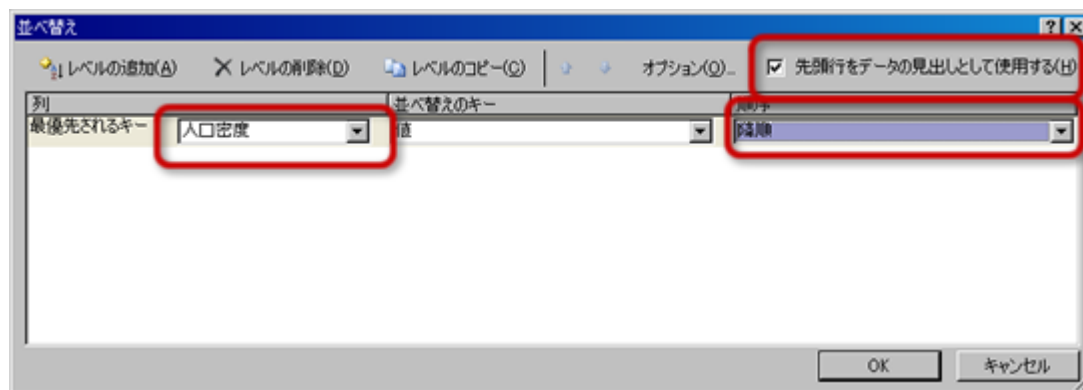 並べ替え
レベルの追加(A) レベルの削除(D) レベルのコピー(C) オプション(O)... 先頭行をデータの見出しとして使用する(H)
列 並べ替えのキー 順序
最優先されるキー 人口密度 値 降順
OK キャンセル